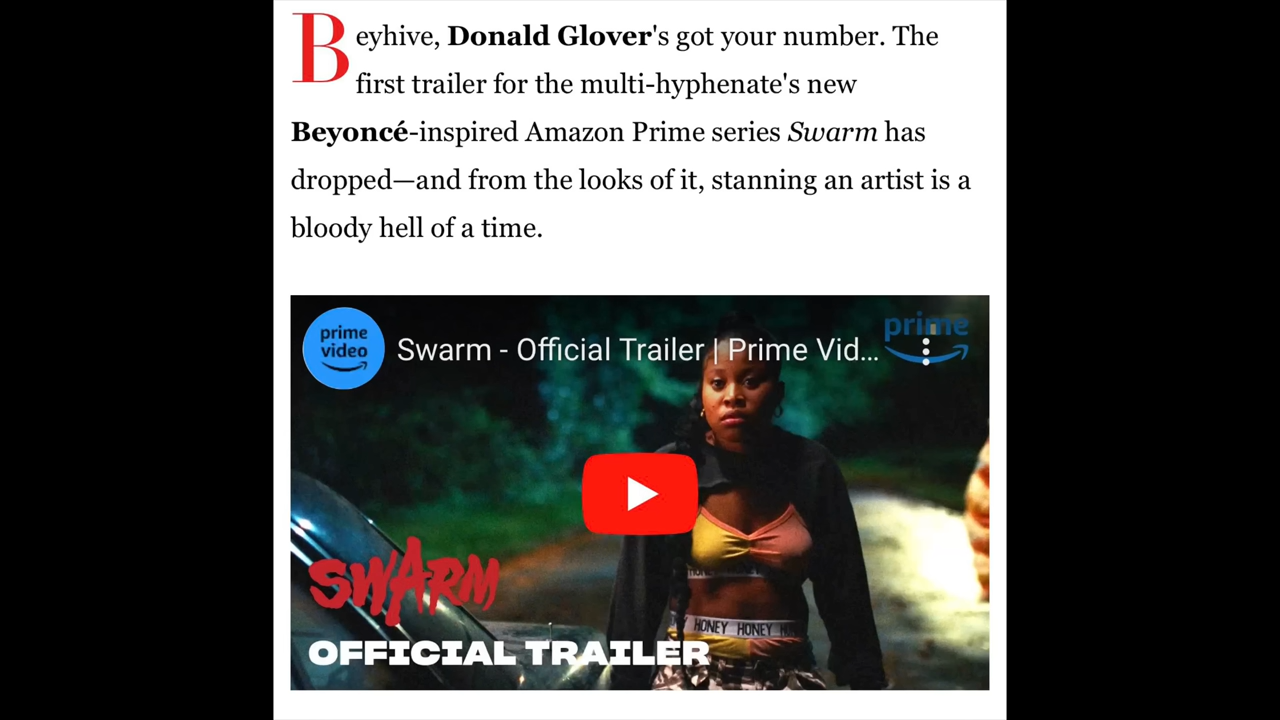 Beyhive, Donald Glover's got your number. The
first trailer for the multi-hyphenate's new
Beyoncé-inspired Amazon Prime series Swarm has
dropped—and from the looks of it, stanning an artist is a
bloody hell of a time.
prime
video
Swarm - Official Trailer | Prime Vid...
prime
HONEY HONEY
SWARM
OFFICIAL TRAILER